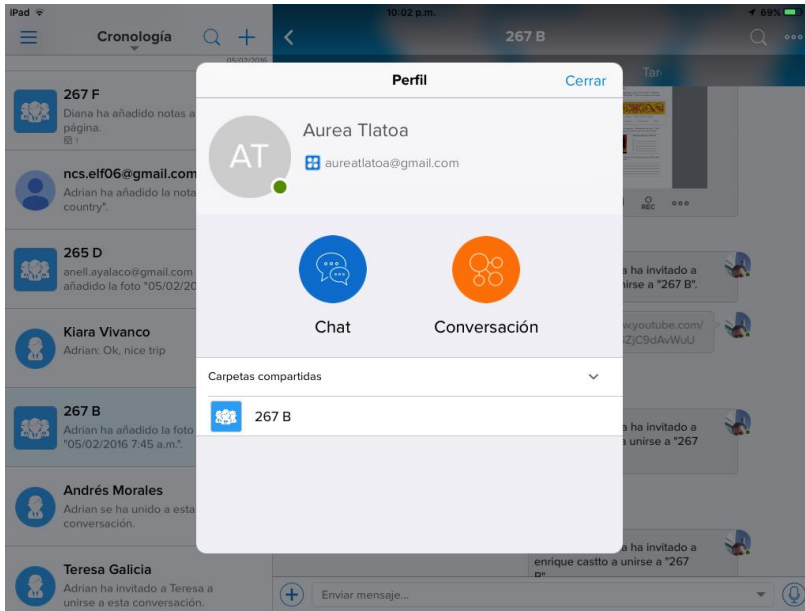 iPad
10:02 p.m.
69%
Cronología
267 B
05/02/2016
267 F
Diana ha añadido notas a
página.
1
ncs.elf06@gmail.com
Adrian ha añadido la nota
country".
265 D
anell.ayalaco@gmail.com
añadido la foto "05/02/20
Kiara Vivanco
Adrian: Ok, nice trip
267 B
Adrian ha añadido la foto
"05/02/2016 7:45 a.m.".
Andrés Morales
Adrian se ha unido a esta
conversación.
Teresa Galicia
Adrian ha invitado a Teresa a
unirse a esta conversación.
Perfil
Cerrar
AT
Aurea Tlatoa
aureatlatoa@gmail.com
Chat
Conversación
Carpetas compartidas
267 B
Tar
REC
a ha invitado a
unirse a "267 B".
w.youtube.com/
ZjC9dAvWuU
a ha invitado a
a unirse a "267
a ha invitado a
enrique castto a unirse a "267
B"
Enviar mensaje...